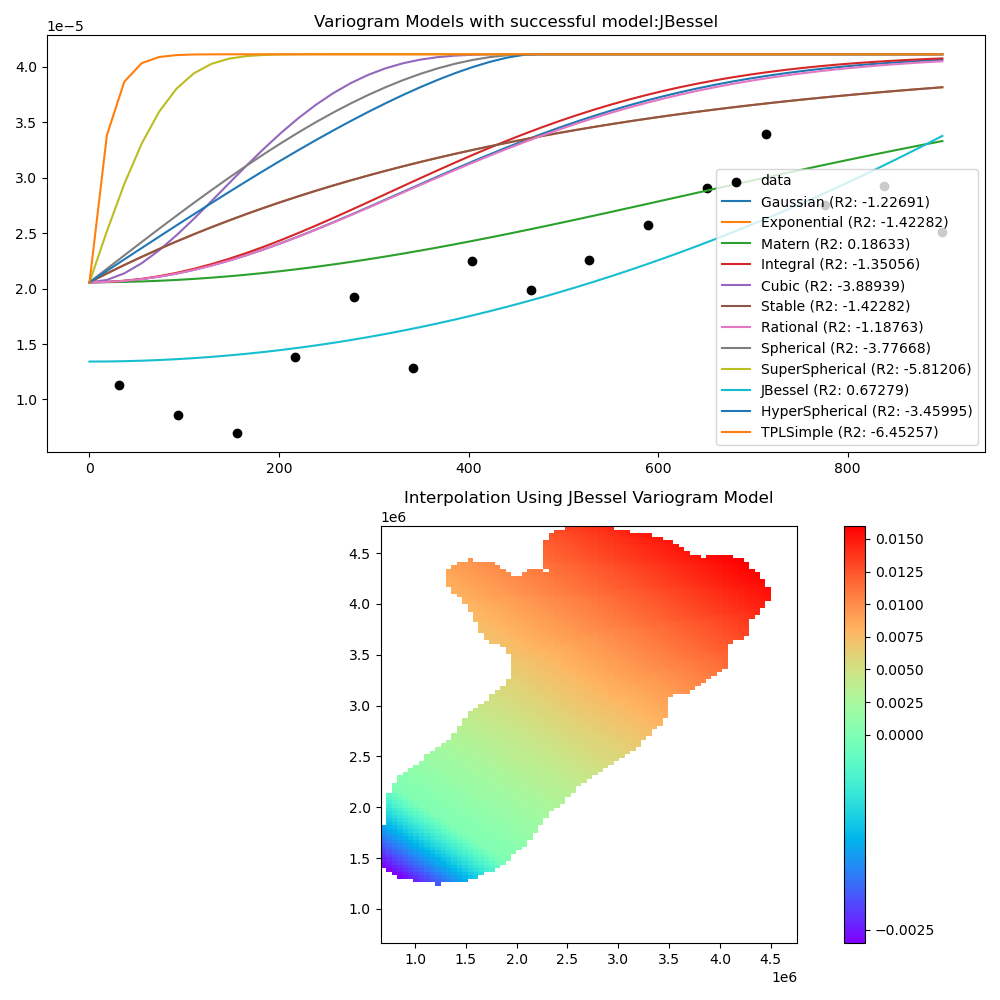 Variogram Models with successful model:JBessel
1e−5
4.0
3.5
3.0
2.5
2.0
1.5
1.0
data
Gaussian (R2: -1.22691)
Exponential (R2: -1.42282)
Matern (R2: 0.18633)
Integral (R2: -1.35056)
Cubic (R2: -3.88939)
Stable (R2: -1.42282)
Rational (R2: -1.18763)
Spherical (R2: -3.77668)
SuperSpherical (R2: -5.81206)
JBessel (R2: 0.67279)
HyperSpherical (R2: -3.45995)
TPLSimple (R2: -6.45257)
0 200 400 600 800
Interpolation Using JBessel Variogram Model
1e6
4.5
4.0
3.5
3.0
2.5
2.0
1.5
1.0
1.0 1.5 2.0 2.5 3.0 3.5 4.0 4.5
1e6
0.0150
0.0125
0.0100
0.0075
0.0050
0.0025
0.0000
−0.0025